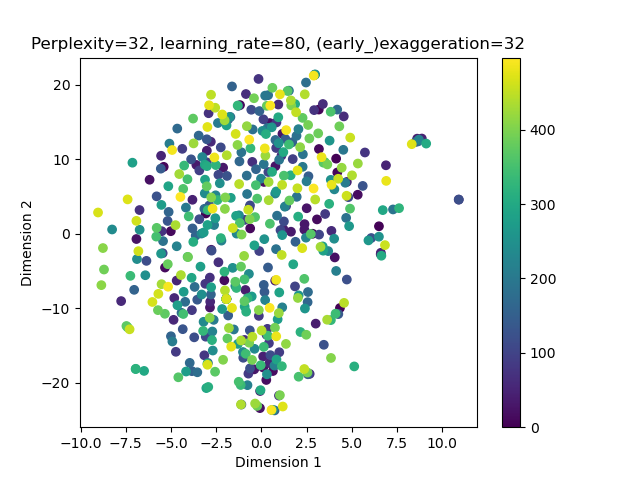 Perplexity=32, learning_rate=80, (early_)exaggeration=32
20
10
0
−10
−20
Dimension 2
−10.0 −7.5 −5.0 −2.5 0.0 2.5 5.0 7.5 10.0
Dimension 1
400
300
200
100
0